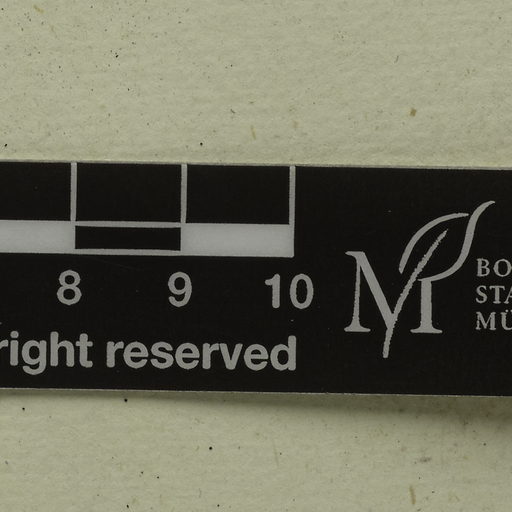 8 9 10
right reserved
M
BO
STA
MÜ